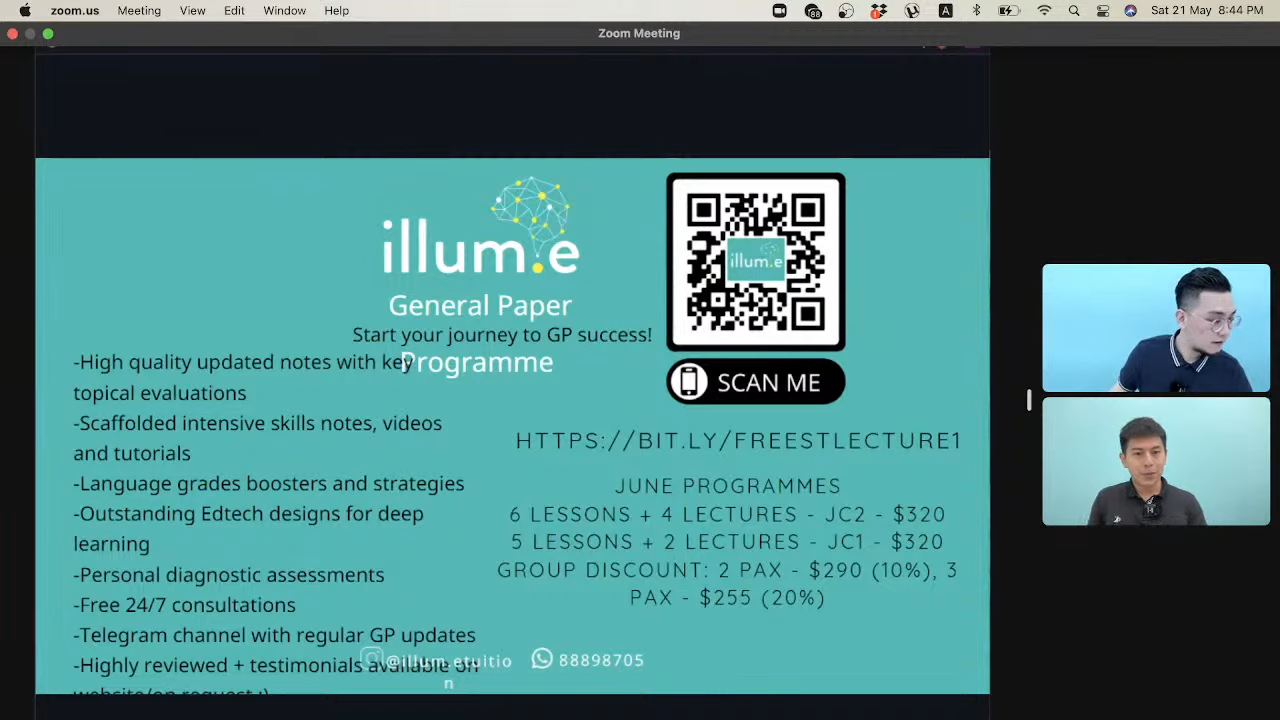 zoom.us Meeting View Edit Window Help
Sat 21 May 8:44 PM
Zoom Meeting
illum.e
General Paper
Programme
Start your journey to GP success!
-High quality updated notes with key
topical evaluations
-Scaffolded intensive skills notes, videos
and tutorials
-Language grades boosters and strategies
-Outstanding Edtech designs for deep
learning
-Personal diagnostic assessments
-Free 24/7 consultations
-Telegram channel with regular GP updates
-Highly reviewed + testimonials available on
website/on request :)
@illum.etuitio
n
88898705
illum.e
SCAN ME
HTTPS://BIT.LY/FREESTLECTURE1
JUNE PROGRAMMES
6 LESSONS + 4 LECTURES - JC2 - $320
5 LESSONS + 2 LECTURES - JC1 - $320
GROUP DISCOUNT: 2 PAX - $290 (10%), 3
PAX - $255 (20%)